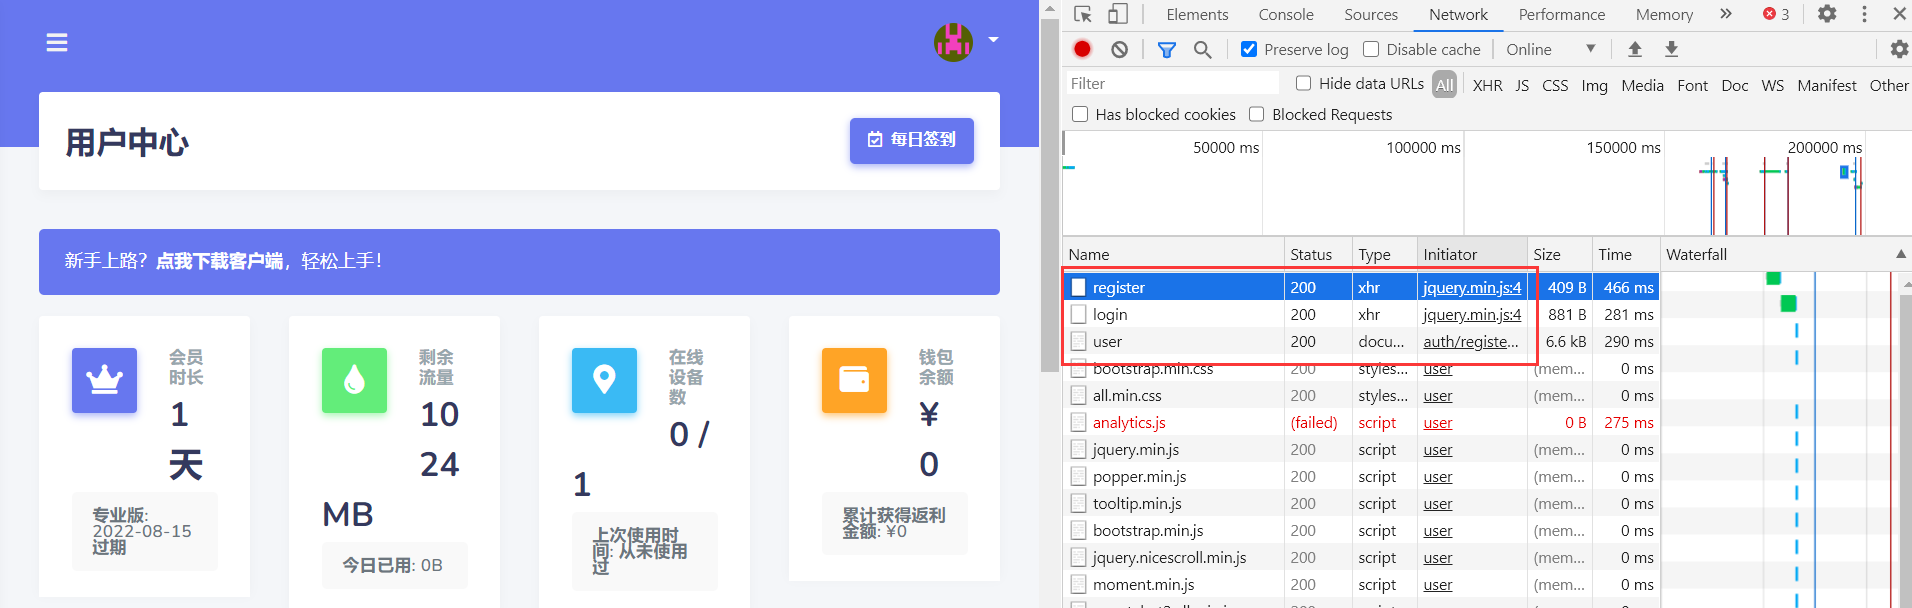 用户中心
每日签到
新手上路？点我下载客户端，轻松上手！
会员
时长
1
天
专业版:
2022-08-15
过期
剩余
流量
10
24
MB
今日已用: 0B
在线
设备
数
0 /
1
上次使用时
间: 从未使用
过
钱包
余额
¥
0
累计获得返利
金额: ¥0
Elements Console Sources Network Performance Memory » 3
Preserve log Disable cache Online
Filter Hide data URLs All XHR JS CSS Img Media Font Doc WS Manifest Other
Has blocked cookies Blocked Requests
50000 ms 100000 ms 150000 ms 200000 ms
Name Status Type Initiator Size Time Waterfall
register 200 xhr jquery.min.js:4 409 B 466 ms
login 200 xhr jquery.min.js:4 881 B 281 ms
user 200 docu... auth/registe... 6.6 kB 290 ms
bootstrap.min.css 200 styles... user (mem... 0 ms
all.min.css 200 styles... user (mem... 0 ms
analytics.js (failed) script user 0 B 275 ms
jquery.min.js 200 script user (mem... 0 ms
popper.min.js 200 script user (mem... 0 ms
tooltip.min.js 200 script user (mem... 0 ms
bootstrap.min.js 200 script user (mem... 0 ms
jquery.nicescroll.min.js 200 script user (mem... 0 ms
moment.min.js 200 script user (mem... 0 ms